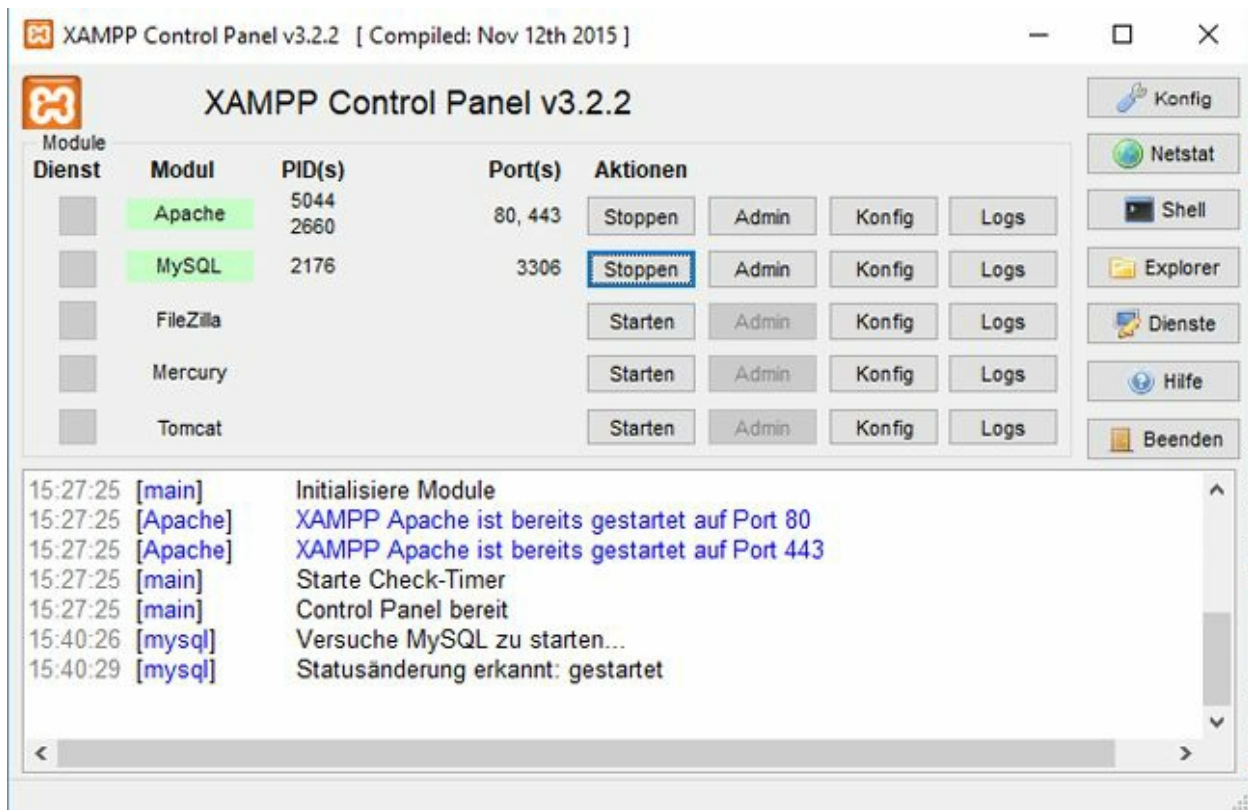 XAMPP Control Panel v3.2.2 [ Compiled: Nov 12th 2015 ]
XAMPP Control Panel v3.2.2
Konfig
Netstat
Shell
Explorer
Dienste
Hilfe
Beenden
Module
Dienst Modul PID(s) Port(s) Aktionen
Apache 5044 2660 80, 443 Stoppen Admin Konfig Logs
MySQL 2176 3306 Stoppen Admin Konfig Logs
FileZilla Starten Admin Konfig Logs
Mercury Starten Admin Konfig Logs
Tomcat Starten Admin Konfig Logs
15:27:25 [main] Initialisiere Module
15:27:25 [Apache] XAMPP Apache ist bereits gestartet auf Port 80
15:27:25 [Apache] XAMPP Apache ist bereits gestartet auf Port 443
15:27:25 [main] Starte Check-Timer
15:27:25 [main] Control Panel bereit
15:40:26 [mysql] Versuche MySQL zu starten...
15:40:29 [mysql] Statusänderung erkannt: gestartet